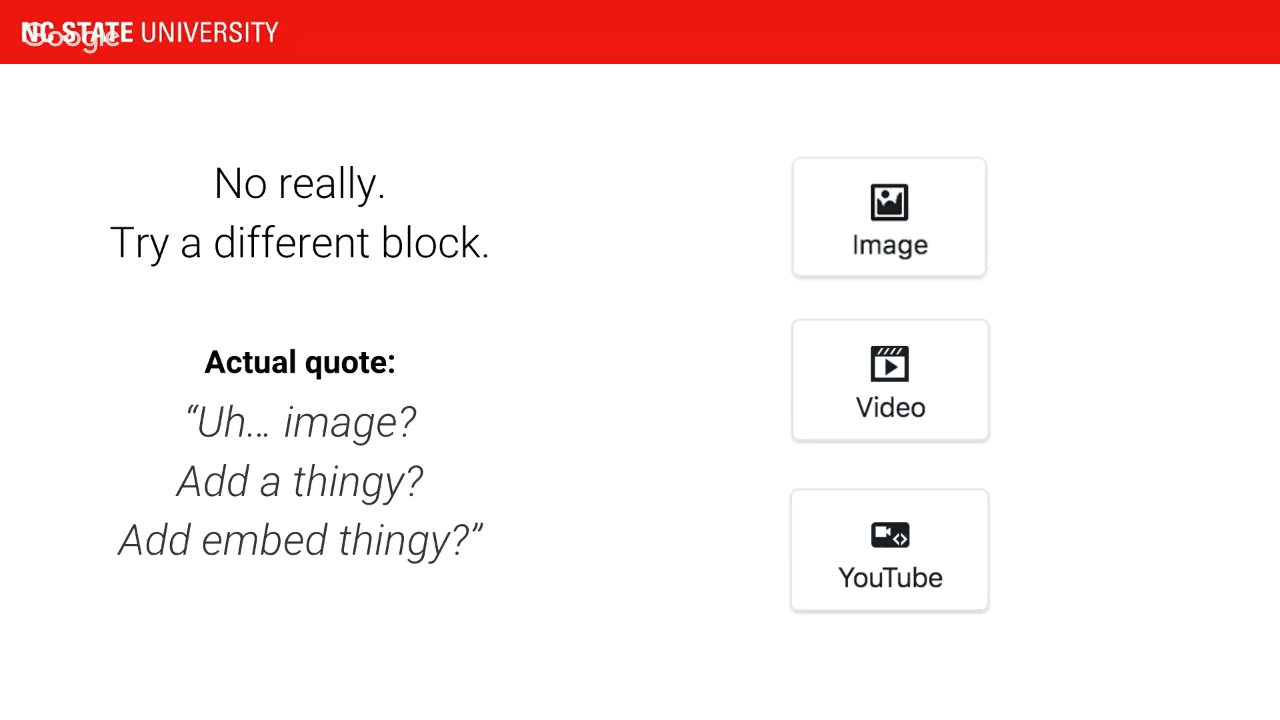 NC STATE UNIVERSITY
Google
No really.
Try a different block.
Actual quote:
“Uh... image?
Add a thingy?
Add embed thingy?”
Image
Video
YouTube